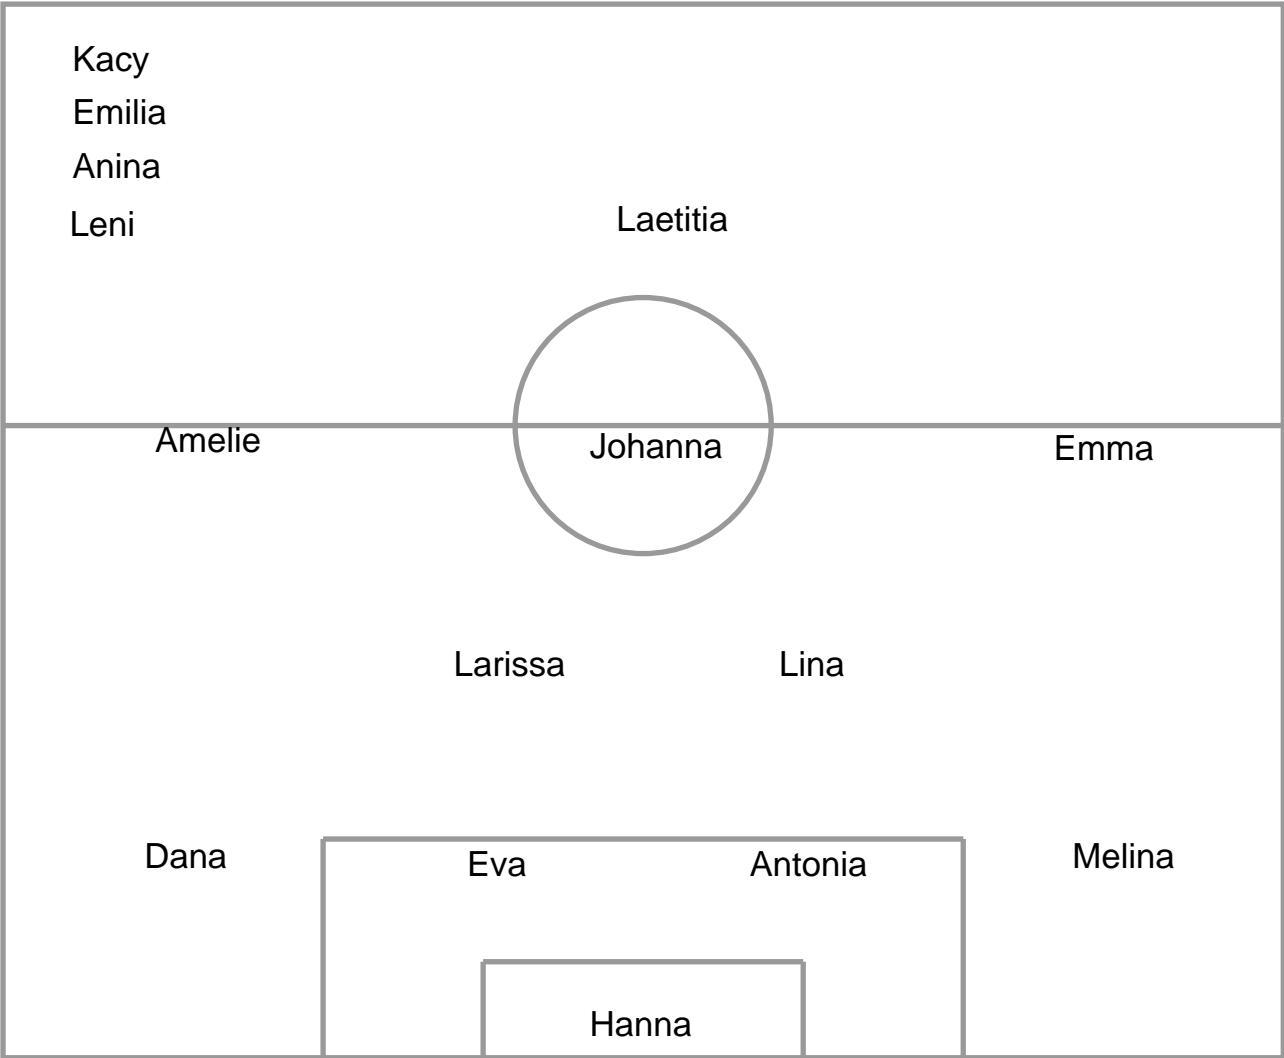 Kacy
Emilia
Anina
Leni
Laetitia
Amelie Johanna Emma
Larissa Lina
Dana Eva Antonia Melina
Hanna